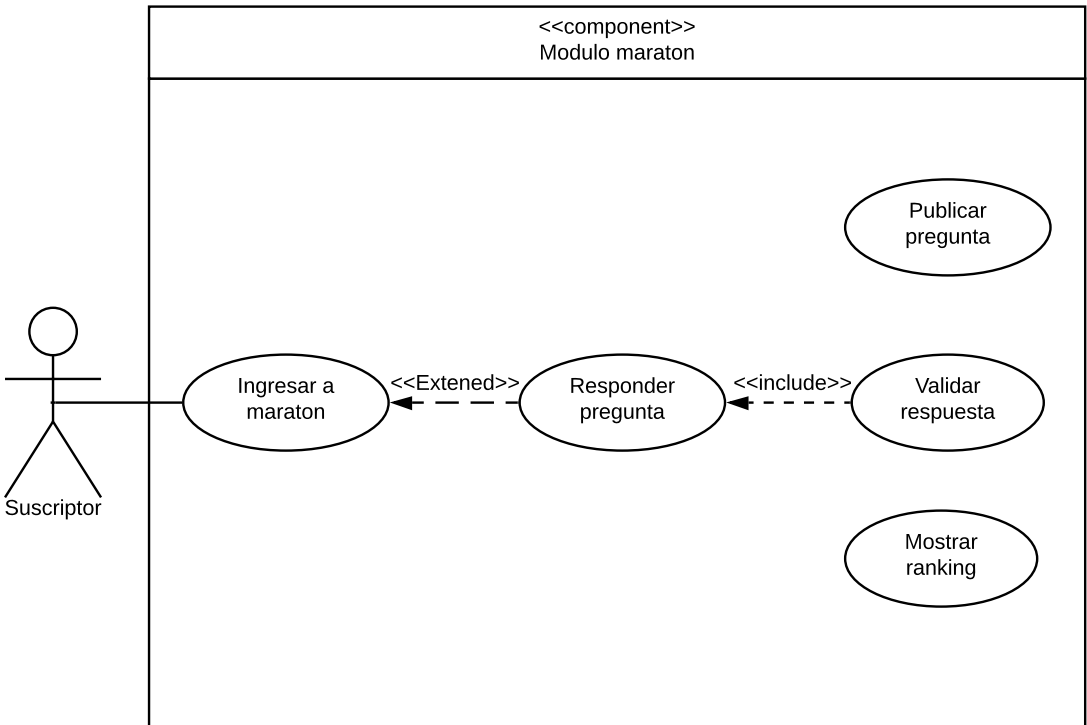 <<component>>
Modulo maraton
Publicar
pregunta
Ingresar a
maraton
<<Extened>>
Responder
pregunta
<<include>>
Validar
respuesta
Suscriptor
Mostrar
ranking